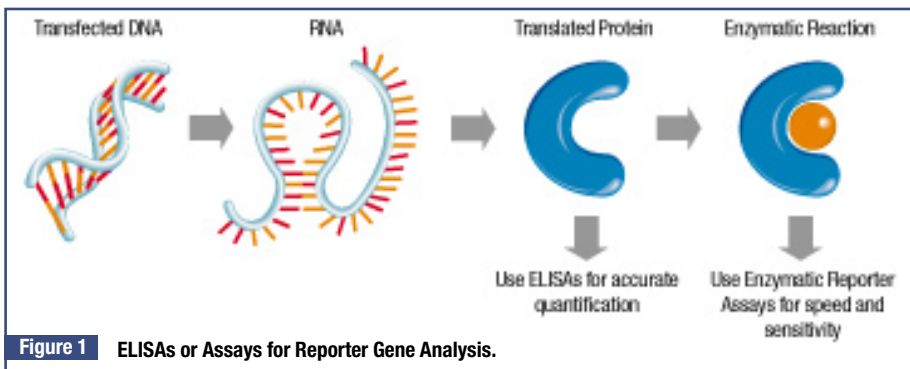 Transfected DNA
RNA
Translated Protein
Enzymatic Reaction
Use ELISAs for accurate
quantification
Use Enzymatic Reporter
Assays for speed and
sensitivity
Figure 1 ELISAs or Assays for Reporter Gene Analysis.